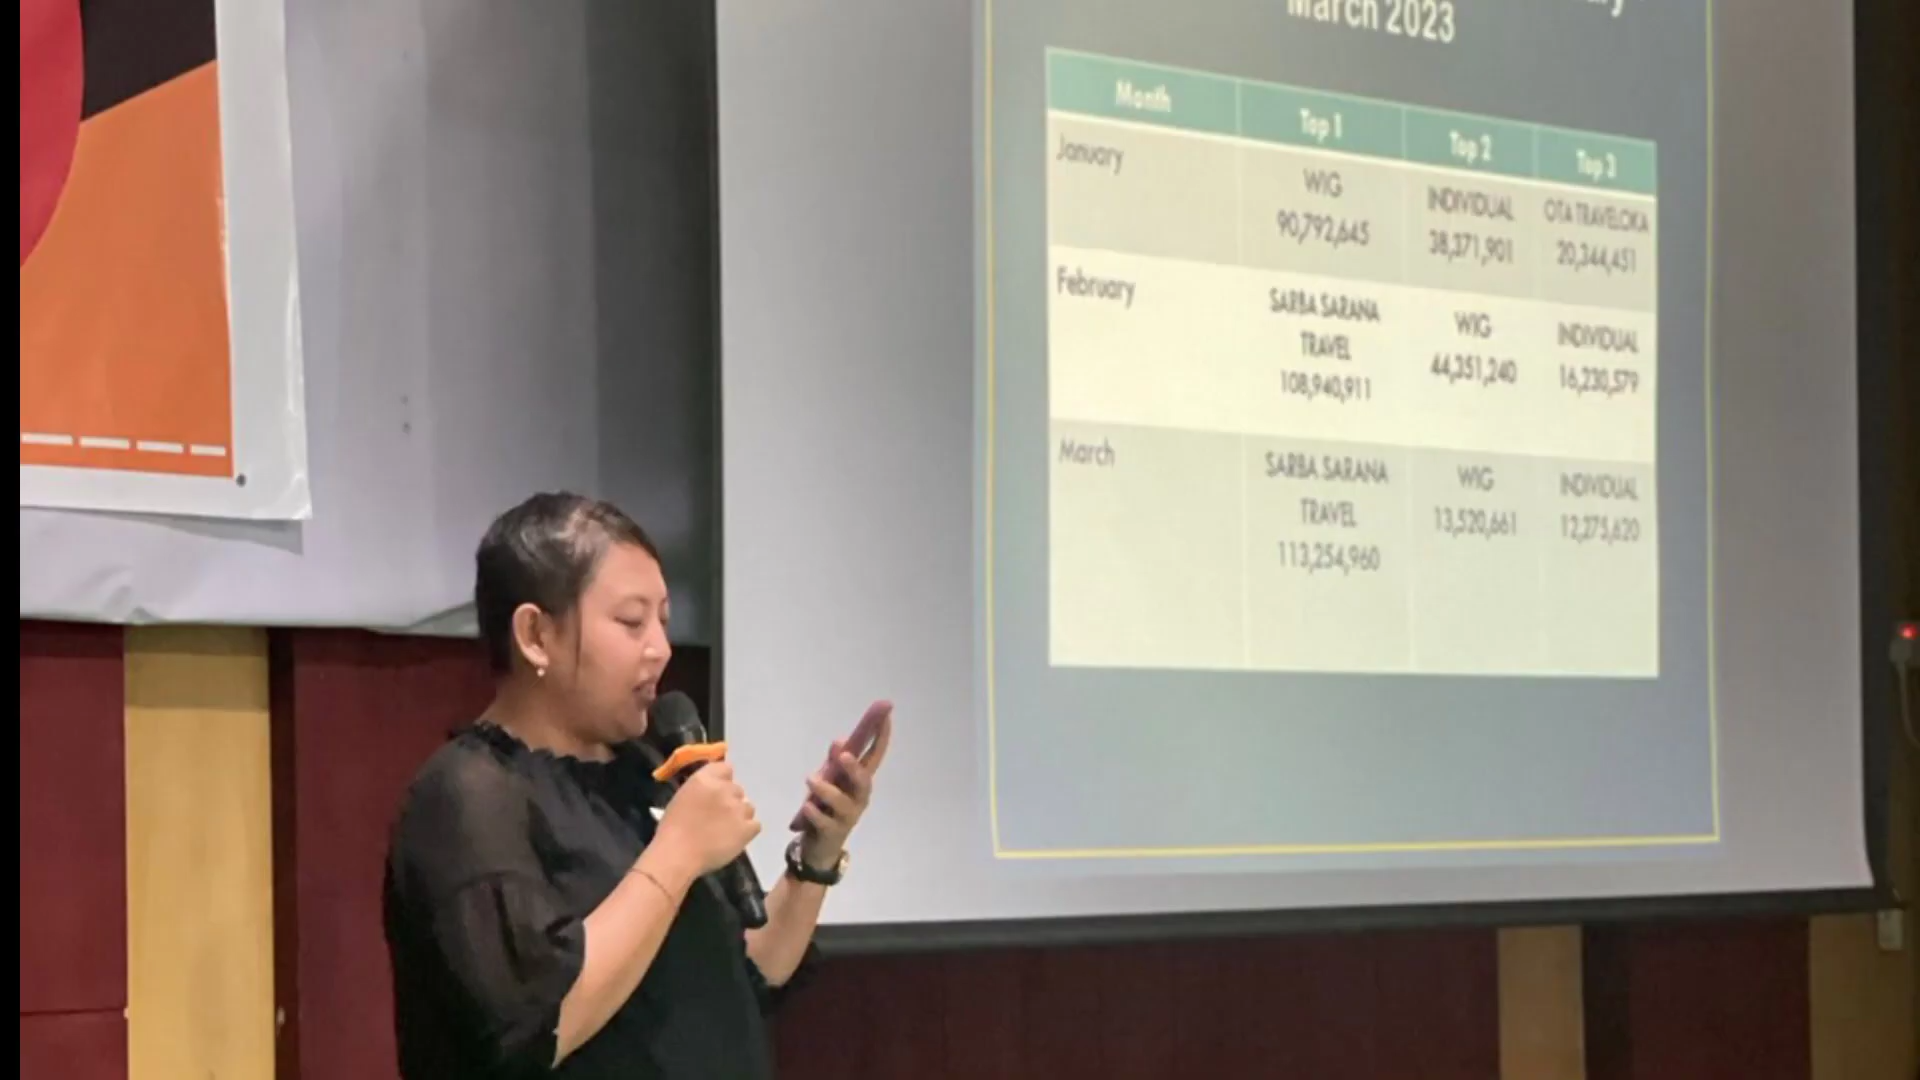 March 2023
Month Top 1 Top 2 Top 3
January
WIG INDIVIDUAL OTA TRAVELOKA
90,792,645 38,371,901 20,344,451
February
SARBA SARANA WIG INDIVIDUAL
TRAVEL 44,351,240 16,230,579
108,940,911
March
SARBA SARANA WIG INDIVIDUAL
TRAVEL 13,520,661 12,275,620
113,254,960